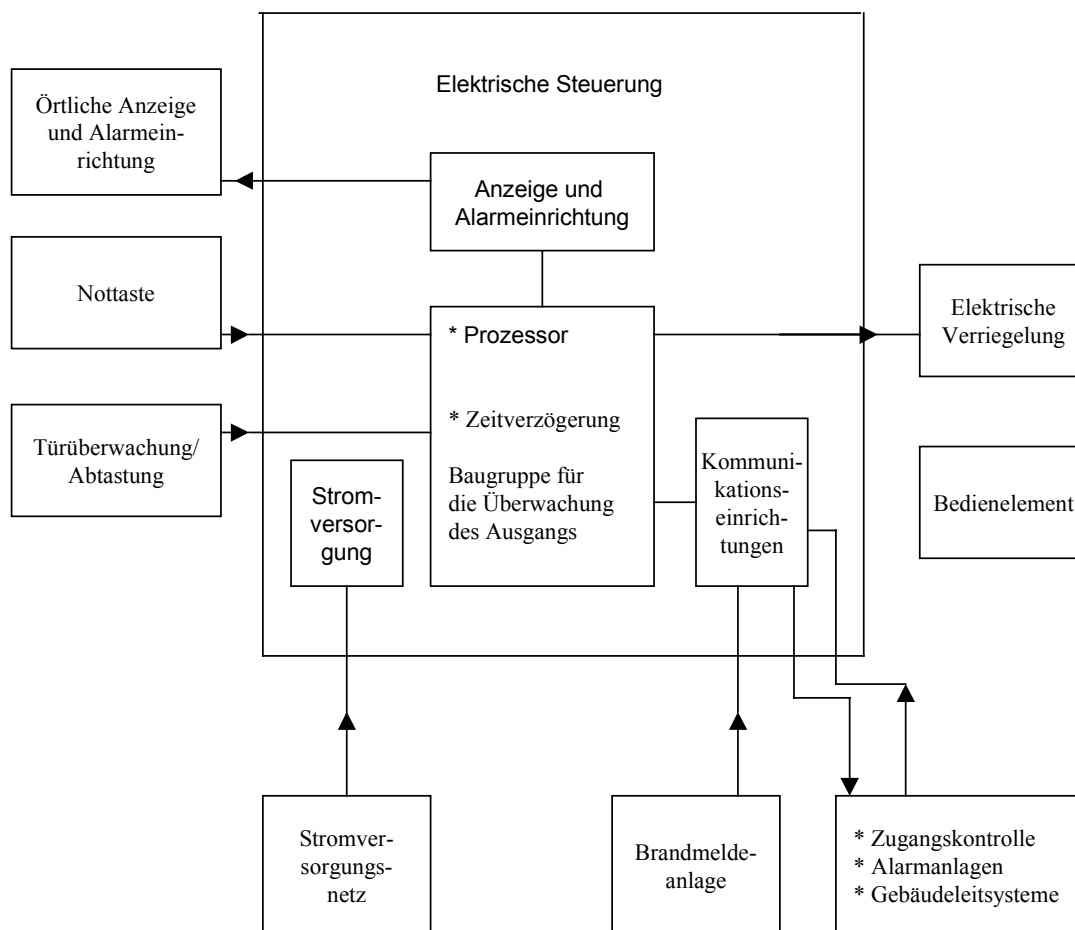 Elektrische Steuerung
Örtliche Anzeige
und Alarmein-
richtung
Anzeige und
Alarmeinrichtung
Nottaste
Elektrische
Verriegelung
* Prozessor
* Zeitverzögerung
Baugruppe für
die Überwachung
des Ausgangs
Türüberwachung/
Abtastung
Strom-
versor-
gung
Kommuni-
kations-
einrich-
tungen
Bedienelement
Stromver-
sorgungs-
netz
Brandmelde-
anlage
* Zugangskontrolle
* Alarmanlagen
* Gebäudeleitsysteme